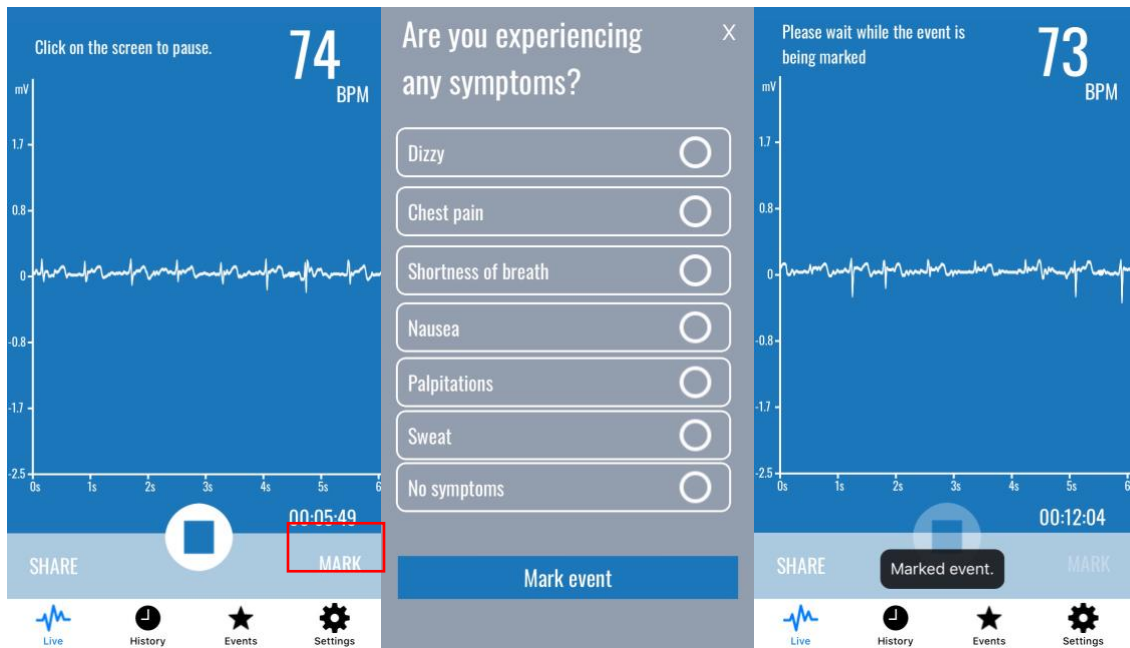 Click on the screen to pause.
74
BPM
mV
1.7
0.8
0
-0.8
-1.7
-2.5
0s 1s 2s 3s 4s 5s 6
00:05:49
SHARE
MARK
Live History Events Settings
Are you experiencing
any symptoms?
X
Dizzy
Chest pain
Shortness of breath
Nausea
Palpitations
Sweat
No symptoms
Mark event
Please wait while the event is
being marked
73
BPM
mV
1.7
0.8
0
-0.8
-1.7
-2.5
0s 1s 2s 3s 4s 5s 6
00:12:04
SHARE
Marked event.
MARK
Live History Events Settings